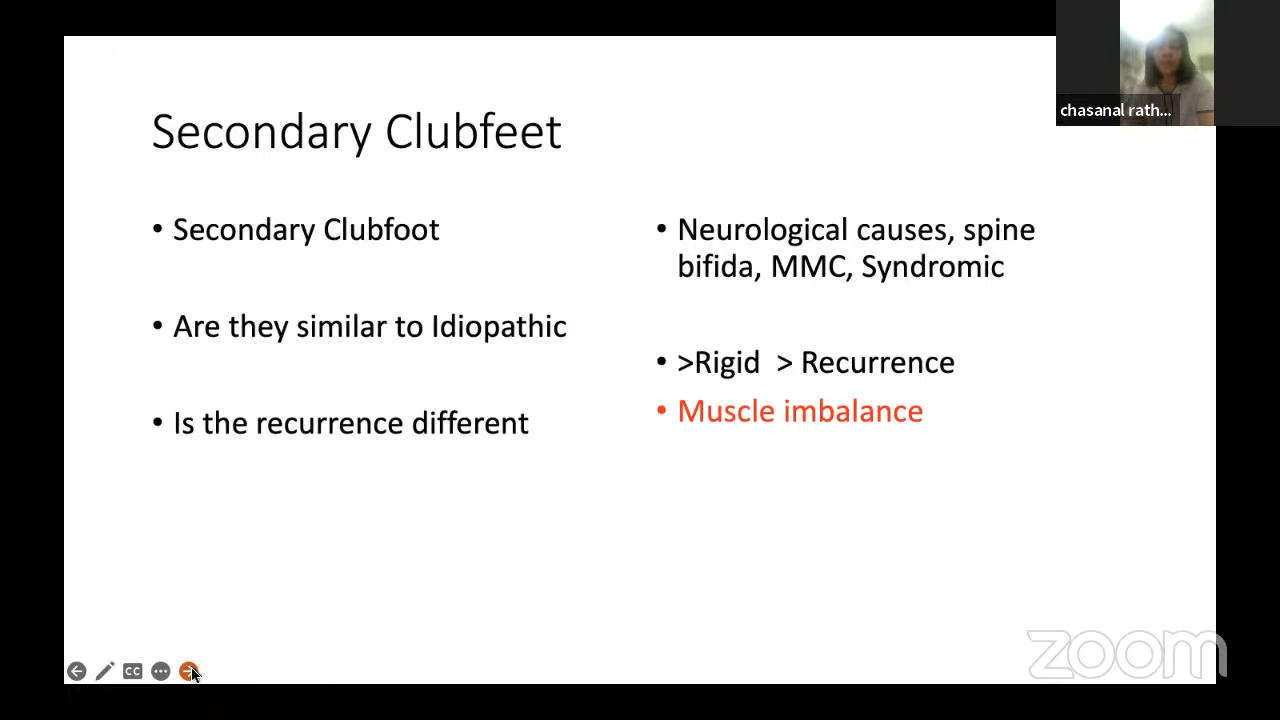 chasanal rath...
Secondary Clubfeet
• Secondary Clubfoot
• Are they similar to Idiopathic
• Is the recurrence different
• Neurological causes, spine
bifida, MMC, Syndromic
• >Rigid > Recurrence
• Muscle imbalance
CC
zoom